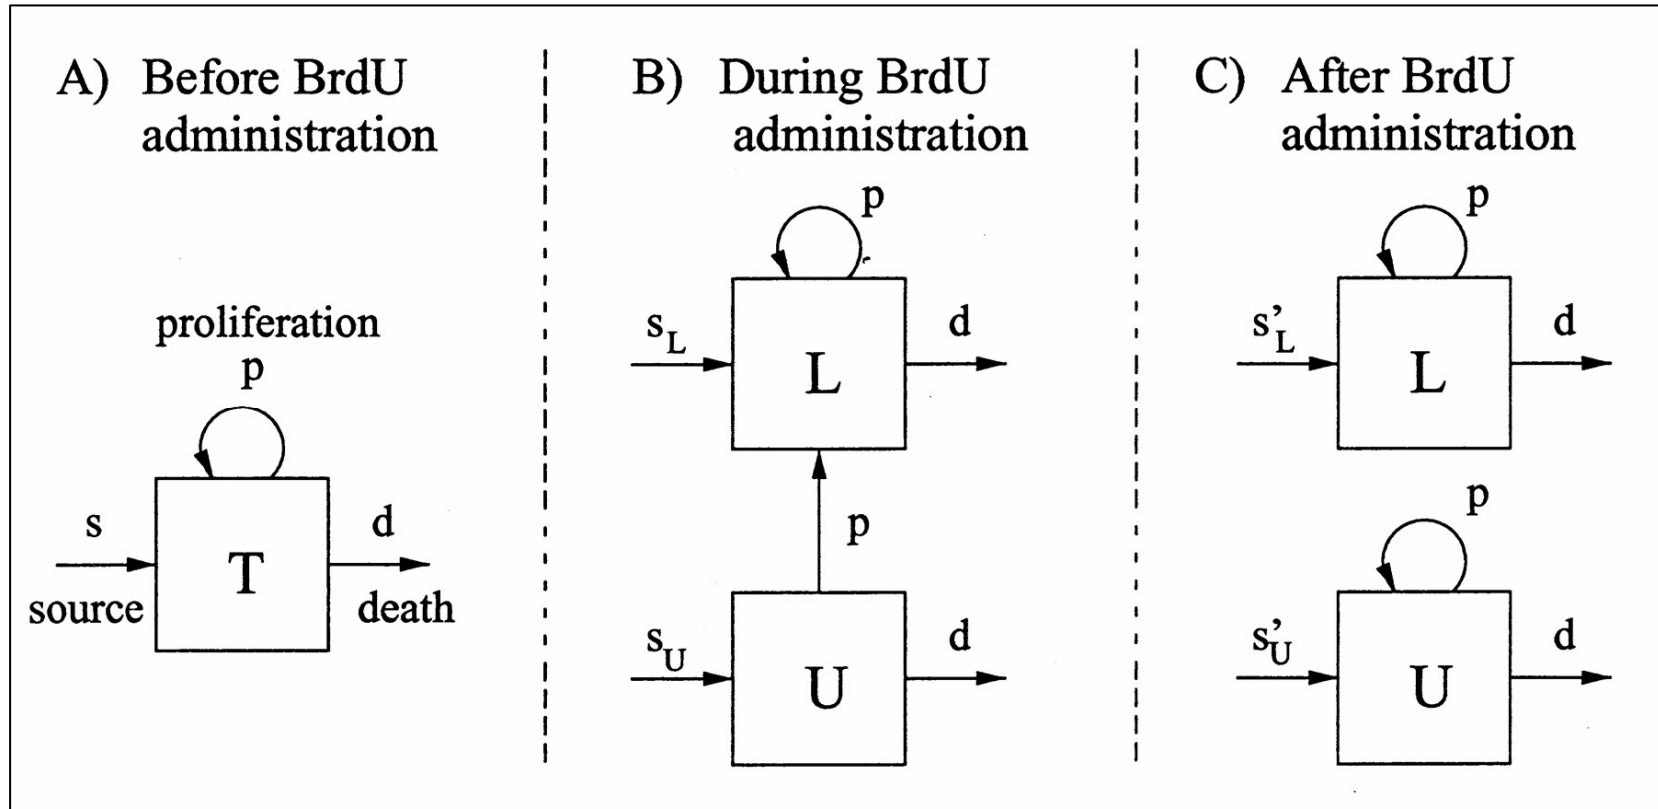 A) Before BrdU
administration
proliferation
p
s
d
T
source
death
B) During BrdU
administration
p
s_L
d
L
p
s_U
d
U
C) After BrdU
administration
p
s'_L
d
L
p
s'_U
d
U